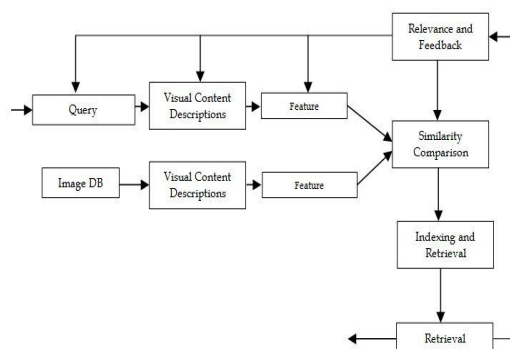 Relevance and
Feedback
Query
Visual Content
Descriptions
Feature
Similarity
Comparison
Image DB
Visual Content
Descriptions
Feature
Indexing and
Retrieval
Retrieval